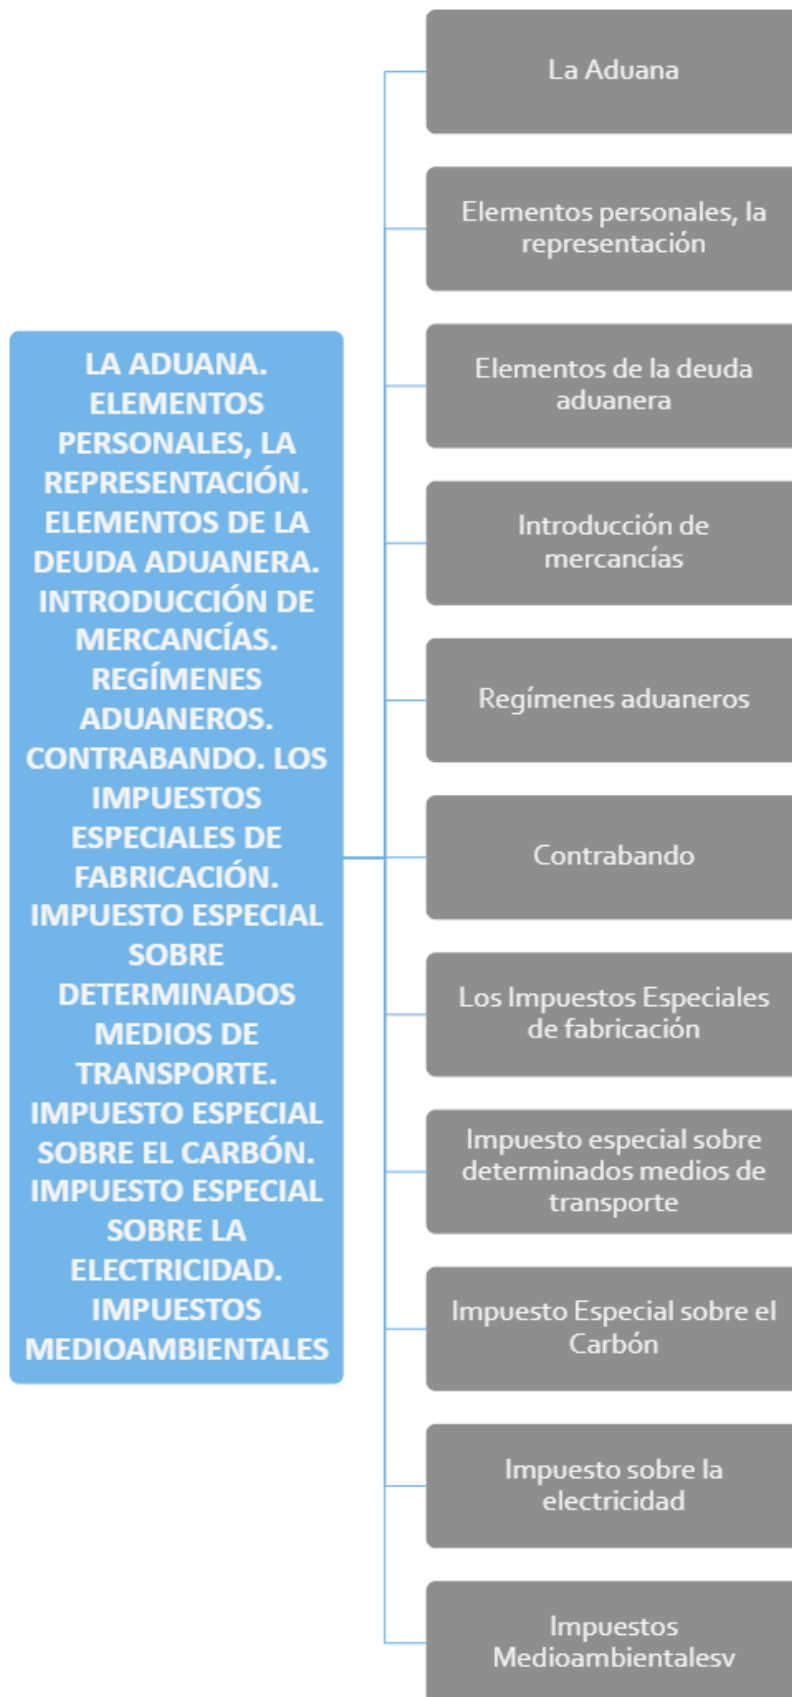 LA ADUANA.
ELEMENTOS
PERSONALES, LA
REPRESENTACIÓN.
ELEMENTOS DE LA
DEUDA ADUANERA.
INTRODUCCIÓN DE
MERCANCÍAS.
REGÍMENES
ADUANEROS.
CONTRABANDO. LOS
IMPUESTOS
ESPECIALES DE
FABRICACIÓN.
IMPUESTO ESPECIAL
SOBRE
DETERMINADOS
MEDIOS DE
TRANSPORTE.
IMPUESTO ESPECIAL
SOBRE EL CARBÓN.
IMPUESTO ESPECIAL
SOBRE LA
ELECTRICIDAD.
IMPUESTOS
MEDIOAMBIENTALES
La Aduana
Elementos personales, la
representación
Elementos de la deuda
aduanera
Introducción de
mercancías
Regímenes aduaneros
Contrabando
Los Impuestos Especiales
de fabricación
Impuesto especial sobre
determinados medios de
transporte
Impuesto Especial sobre el
Carbón
Impuesto sobre la
electricidad
Impuestos
Medioambientalesv